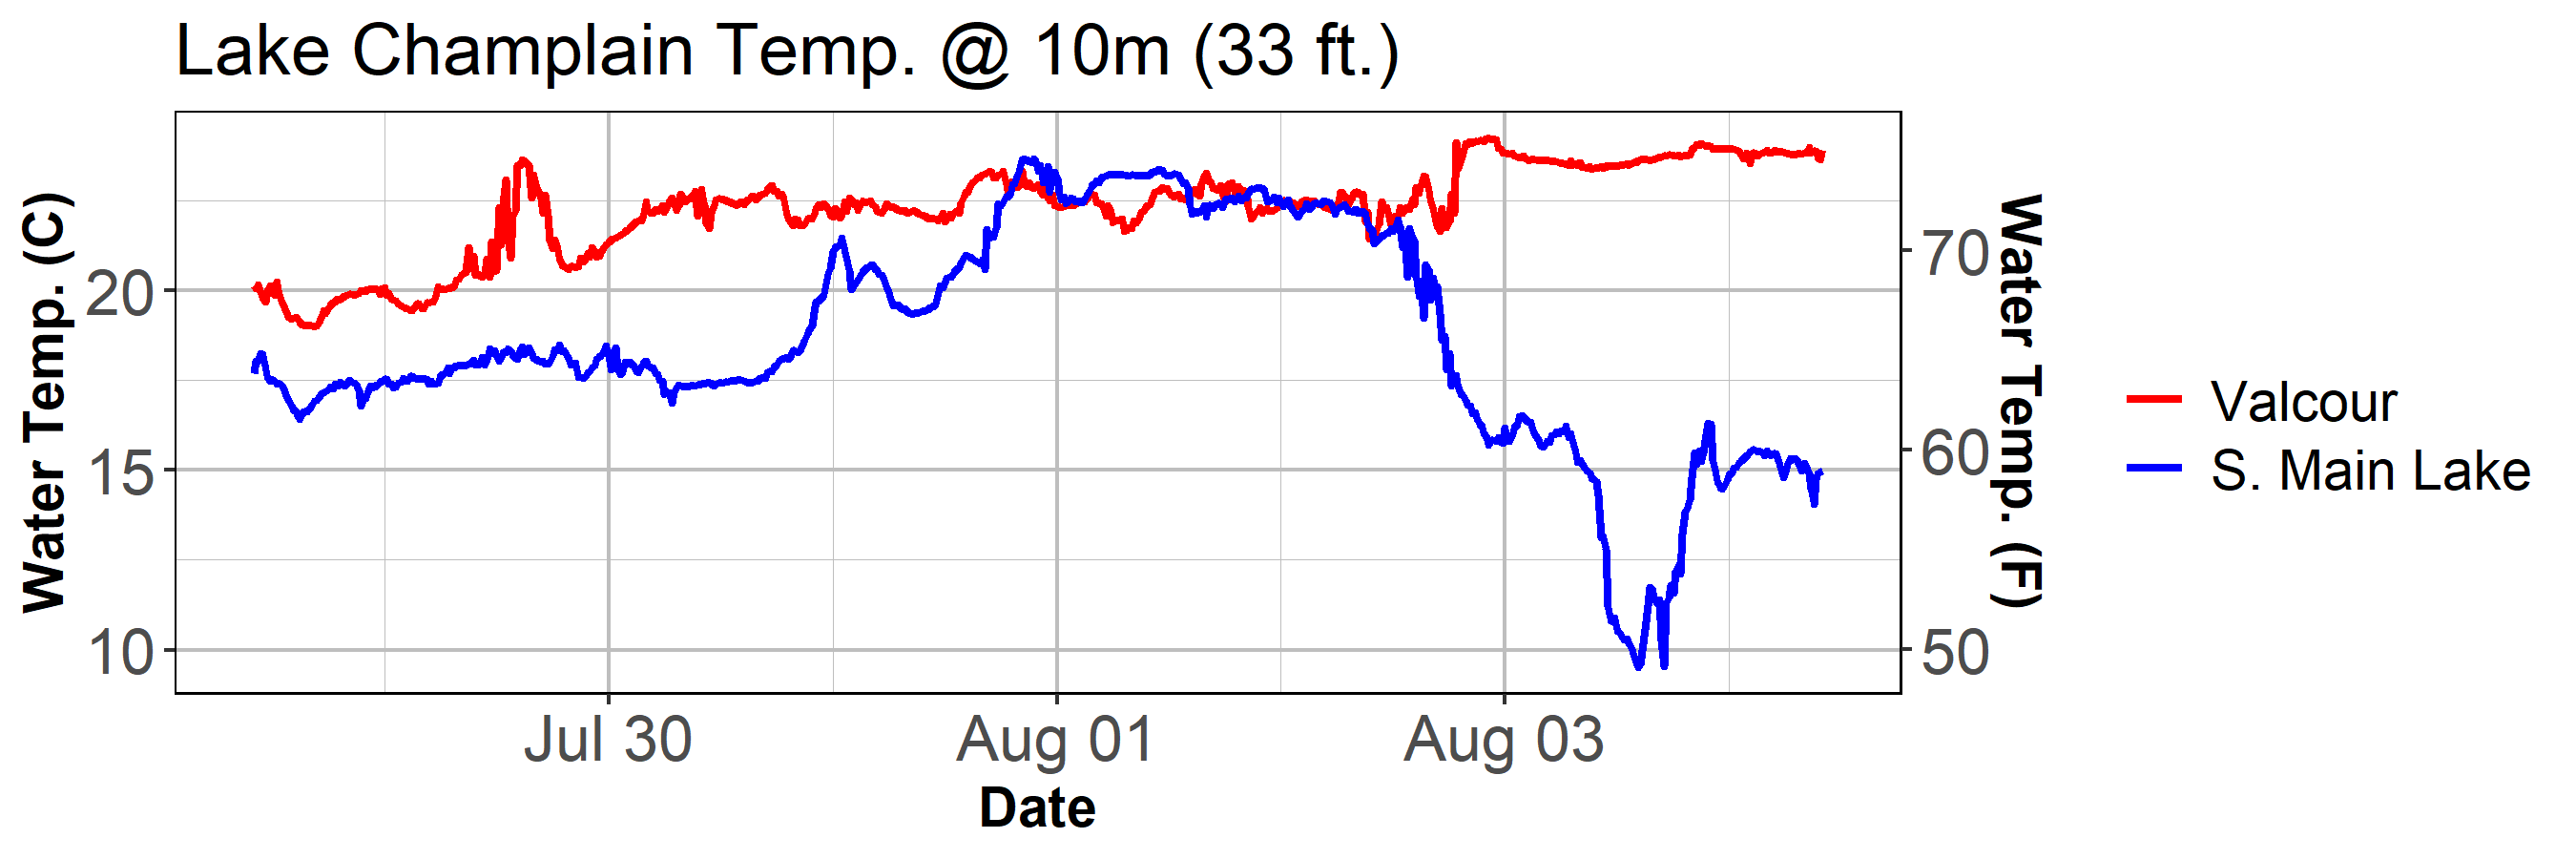 Lake Champlain Temp. @ 10m (33 ft.)
Water Temp. (C)
20
15
10
70
60
50
Water Temp. (F)
Jul 30
Aug 01
Aug 03
Date
Valcour
S. Main Lake